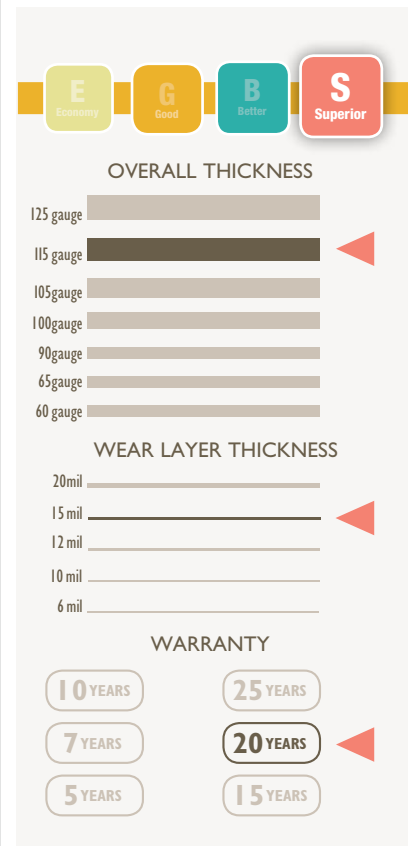 E G B S
Economy Good Better Superior
OVERALL THICKNESS
125 gauge
115 gauge
105gauge
100gauge
90gauge
65gauge
60 gauge
WEAR LAYER THICKNESS
20mil
15 mil
12 mil
10 mil
6 mil
WARRANTY
10 YEARS 25 YEARS
7 YEARS 20 YEARS
5 YEARS 15 YEARS